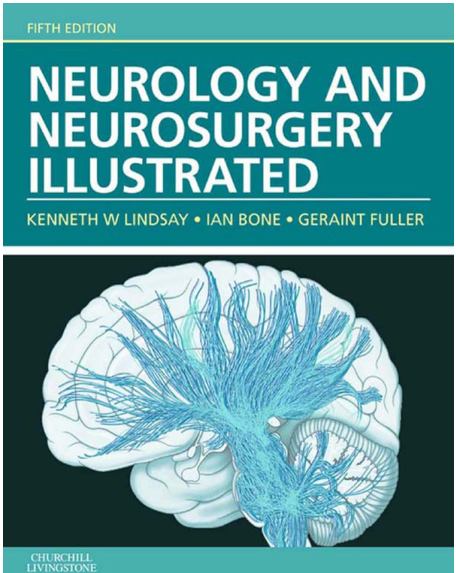 FIFTH EDITION
NEUROLOGY AND
NEUROSURGERY
ILLUSTRATED
KENNETH W LINDSAY • IAN BONE • GERAINT FULLER
CHURCHILL
LIVINGSTONE